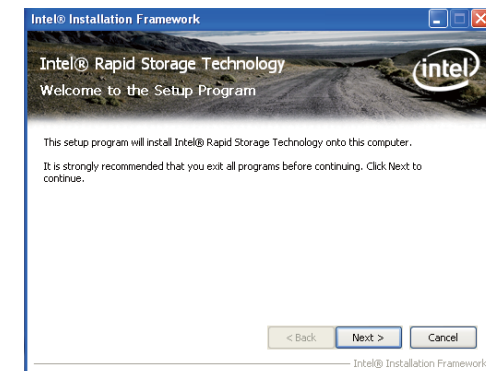 Intel® Installation Framework
Intel® Rapid Storage Technology
Welcome to the Setup Program
intel
This setup program will install Intel® Rapid Storage Technology onto this computer.
It is strongly recommended that you exit all programs before continuing. Click Next to
continue.
< Back
Next >
Cancel
Intel® Installation Framework